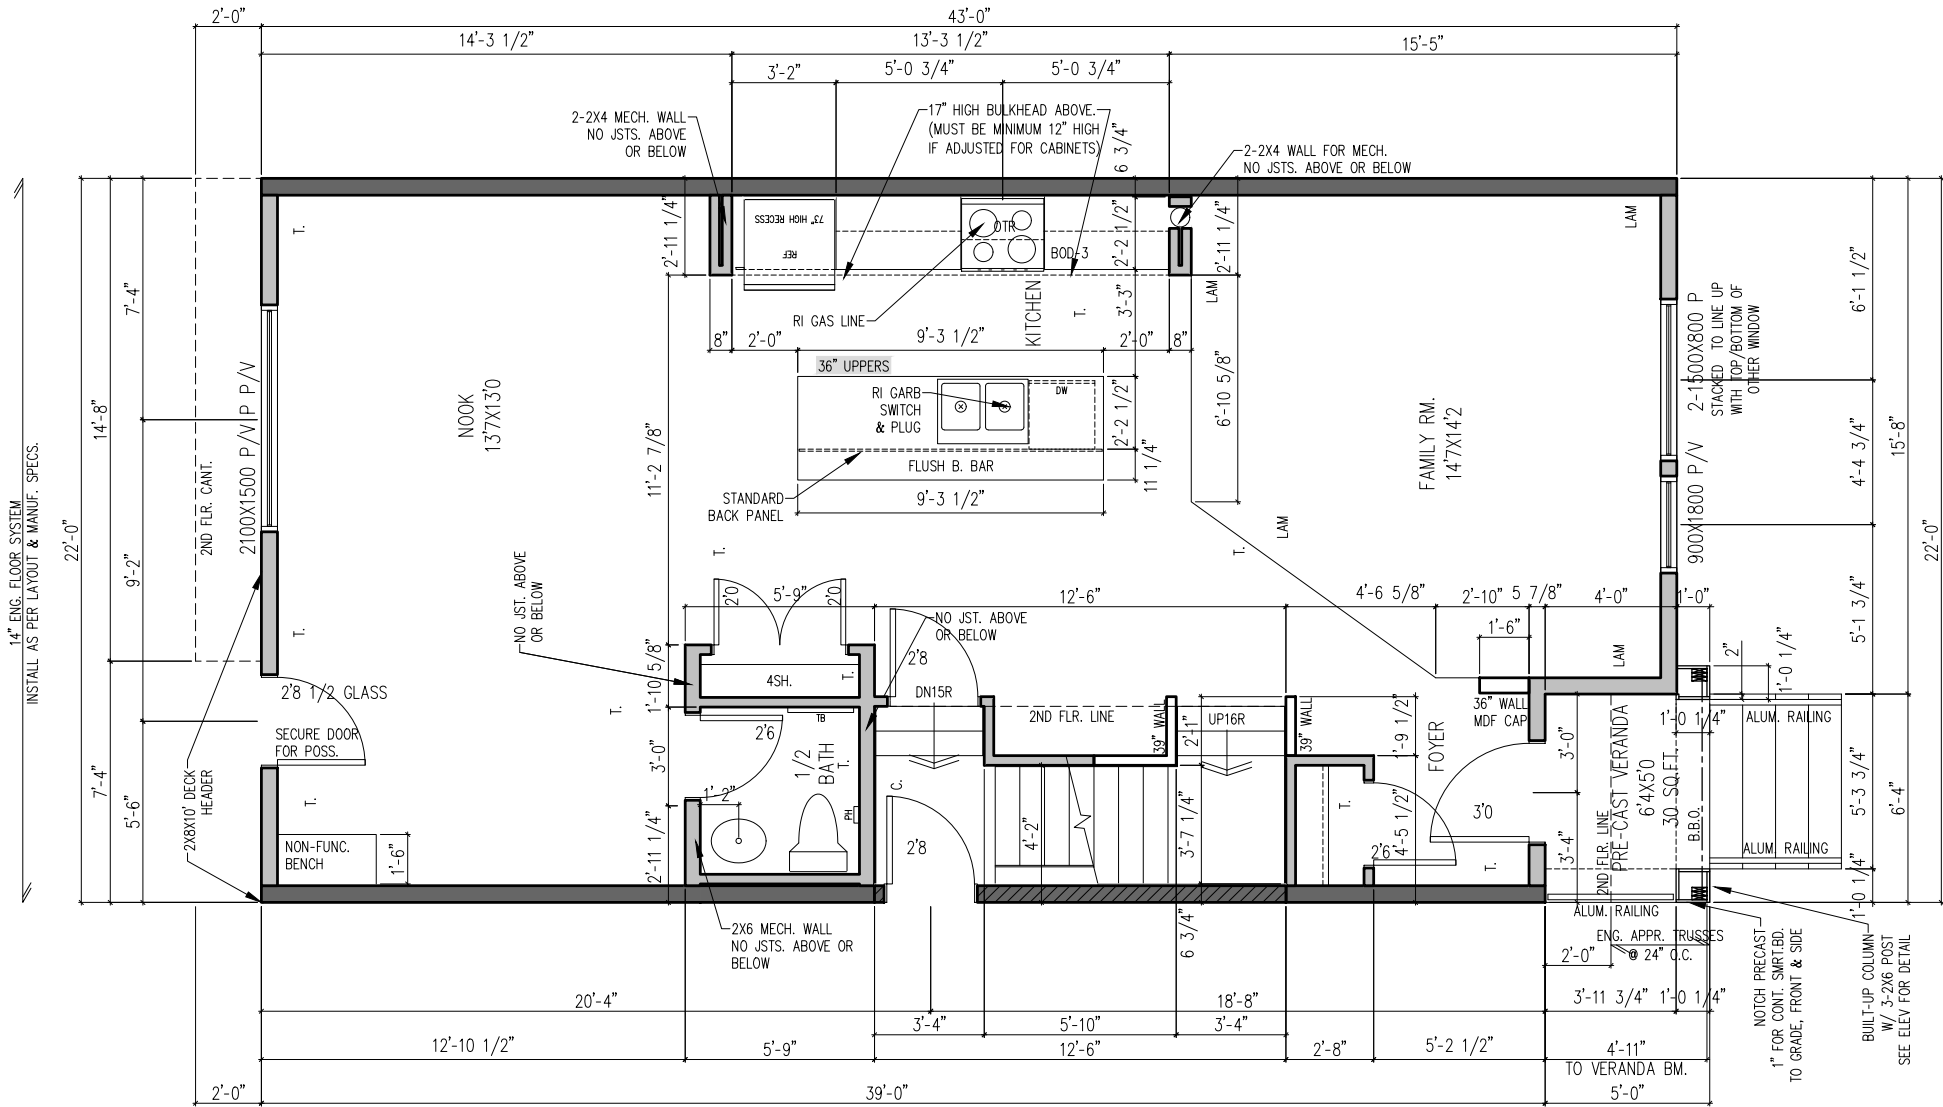 2'-0"
43'-0"
14'-3 1/2"
13'-3 1/2"
15'-5"
3'-2"
5'-0 3/4"
5'-0 3/4"
2-2X4 MECH. WALL
NO JSTS. ABOVE
OR BELOW
17" HIGH BULKHEAD ABOVE.
(MUST BE MINIMUM 12" HIGH
IF ADJUSTED FOR CABINETS)
6 3/4"
2-2X4 WALL FOR MECH.
NO JSTS. ABOVE OR BELOW
14" ENG. FLOOR SYSTEM
INSTALL AS PER LAYOUT & MANUF. SPECS.
22'-0"
14'-8"
7'-4"
7'-4"
9'-2"
5'-6"
2ND FLR. CANT.
2100X1500 P/V P P/V
T.
NOOK
13'7X13'0
2'-11 1/4"
73" HIGH RECESS
REF
OTR
BOD-3
2'-2 1/2"
2'-11 1/4"
LAM
LAM
KITCHEN
T.
3'-3"
RI GAS LINE
8"
2'-0"
9'-3 1/2"
2'-0"
8"
36" UPPERS
RI GARB
SWITCH
& PLUG
DW
2'-2 1/2"
FLUSH B. BAR
11 1/4"
STANDARD
BACK PANEL
9'-3 1/2"
11'-2 7/8"
6'-10 5/8"
FAMILY RM.
14'7X14'2
LAM
2-1500X800 P
STACKED TO LINE UP
WITH TOP/BOTTOM OF
OTHER WINDOW
900X1800 P/V
6'-1 1/2"
4'-4 3/4"
15'-8"
22'-0"
5'-1 3/4"
NO JST. ABOVE
OR BELOW
T.
T.
T.
2'0
5'-9"
2'0
12'-6"
4'-6 5/8"
2'-10"
5 7/8"
4'-0"
1'-0"
NO JST. ABOVE
OR BELOW
1'-6"
LAM
2"
1'-0 1/4"
1'-10 5/8"
4SH.
T.
2'8
DN15R
TB
2ND FLR. LINE
39" WALL
2'-1"
UP16R
39" WALL
1'-9 1/2"
36" WALL
MDF CAP
FOYER
2'8 1/2 GLASS
SECURE DOOR
FOR POSS.
T.
T.
2'6
3'-0"
1/2
BATH
T.
1'-2"
PH
C.
2'8
2'-11 1/4"
4'-2"
3'-7 1/4"
T.
2'6
4'-5 1/2"
3'0
T.
3'-0"
3'-4"
2ND FLR. LINE
PRE-CAST VERANDA
6'4X5'0
30 SQ.FT.
B.B.O.
1'-0 1/4"
ALUM. RAILING
ALUM. RAILING
5'-3 3/4"
6'-4"
1'-0 1/4"
2X8X10' DECK
HEADER
NON-FUNC.
BENCH
1'-6"
2X6 MECH. WALL
NO JSTS. ABOVE OR
BELOW
6 3/4"
ALUM. RAILING
ENG. APPR. TRUSSES
@ 24" O.C.
2'-0"
NOTCH PRECAST
1" FOR CONT. SMRT.BD.
TO GRADE, FRONT & SIDE
BUILT-UP COLUMN
W/ 3-2X6 POST
SEE ELEV FOR DETAIL
20'-4"
18'-8"
3'-11 3/4"
1'-0 1/4"
3'-4"
5'-10"
3'-4"
12'-10 1/2"
5'-9"
12'-6"
2'-8"
5'-2 1/2"
4'-11"
TO VERANDA BM.
2'-0"
39'-0"
5'-0"